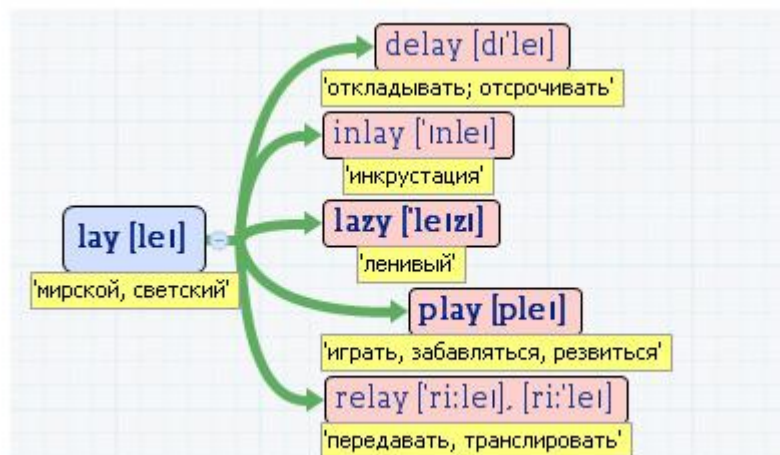 delay [dɪ'leɪ]
'откладывать; отсрочивать'
inlay ['ɪnleɪ]
'инкрустация'
lay [leɪ]
'мирской, светский'
lazy ['leɪzɪ]
'ленивый'
play [pleɪ]
'играть, забавляться, резвиться'
relay ['ri:leɪ], [ri:'leɪ]
'передавать, транслировать'